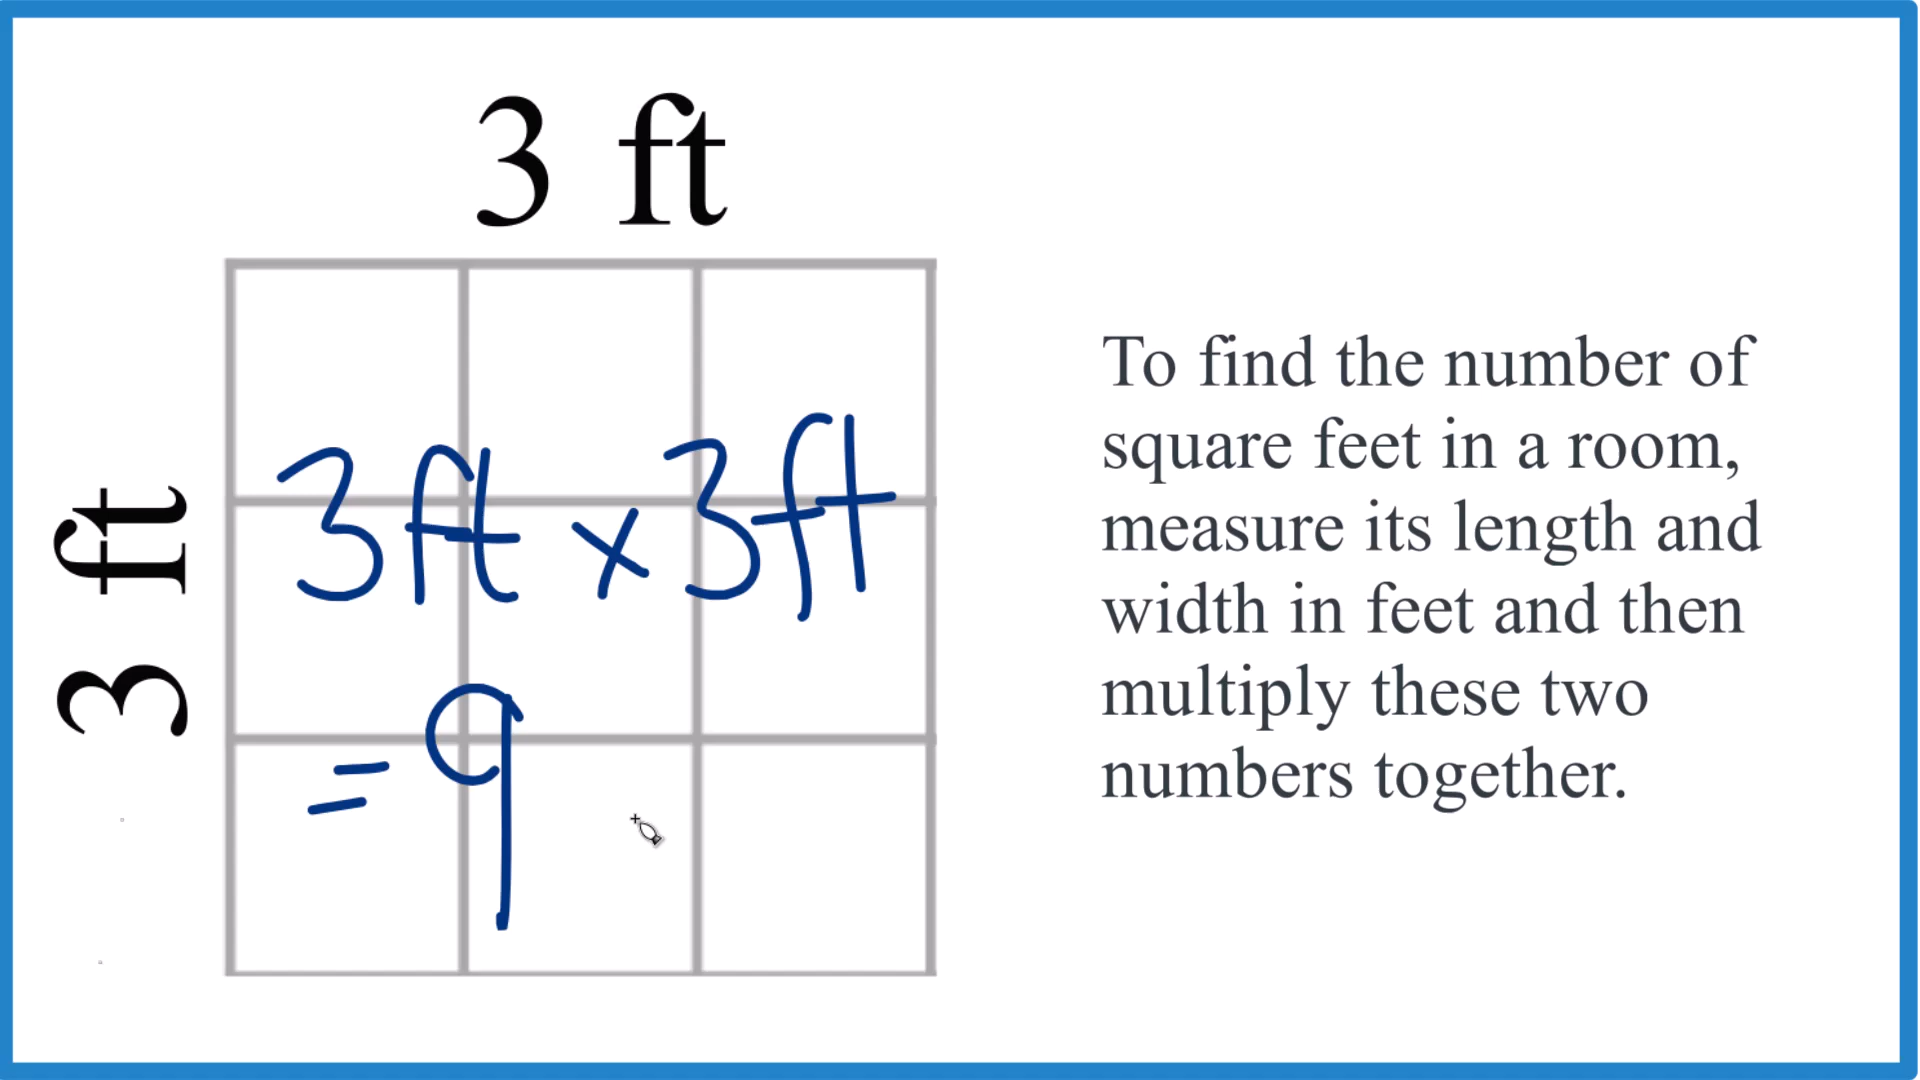 3 ft
3 ft
3ft x 3ft
= 9
To find the number of
square feet in a room,
measure its length and
width in feet and then
multiply these two
numbers together.